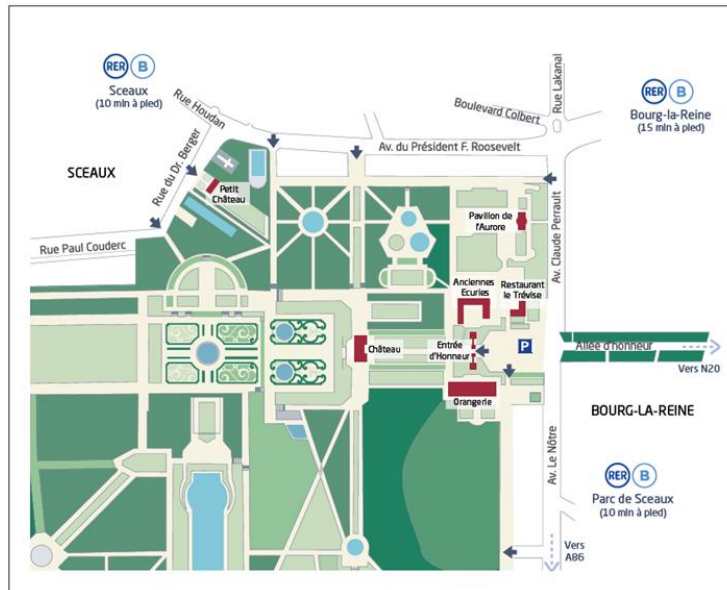 RER B
Sceaux
(10 min à pied)
Rue Houdan
Rue Lakanal
Boulevard Colbert
RER B
Bourg-la-Reine
(15 min à pied)
Av. du Président F. Roosevelt
SCEAUX
Rue du Dr. Berger
Petit
Château
Pavillon de
l'Aurore
Av. Claude Perrault
Rue Paul Couderc
Anciennes
Ecuries
Restaurant
le Trévise
Château
Entrée
d'Honneur
P
Allée d'honneur
Vers N20
Orangerie
BOURG-LA-REINE
Av. Le Nôtre
RER B
Parc de Sceaux
(10 min à pied)
Vers
A86